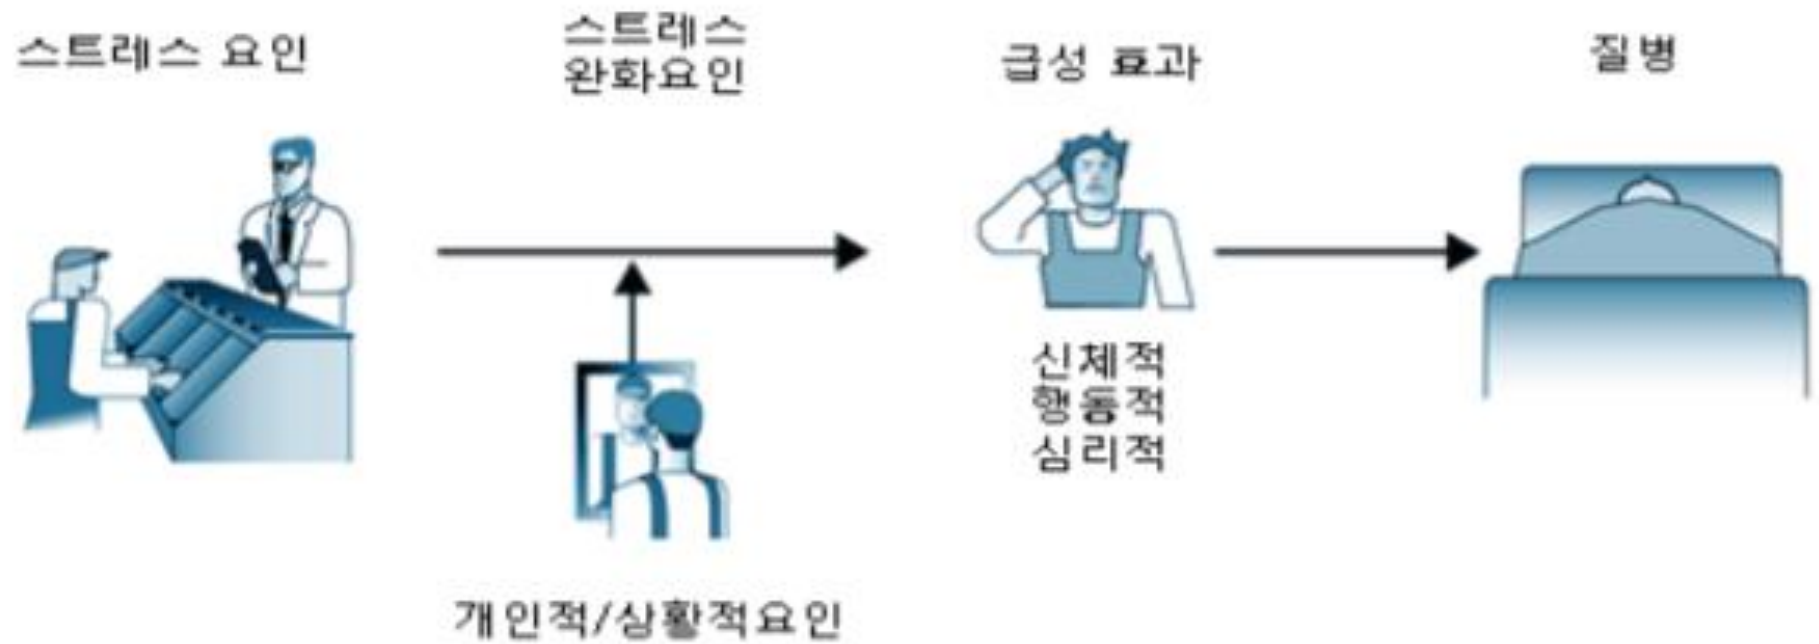 스트레스 요인
스트레스
완화요인
급성 효과
질병
신체적
행동적
심리적
개인적/상황적요인